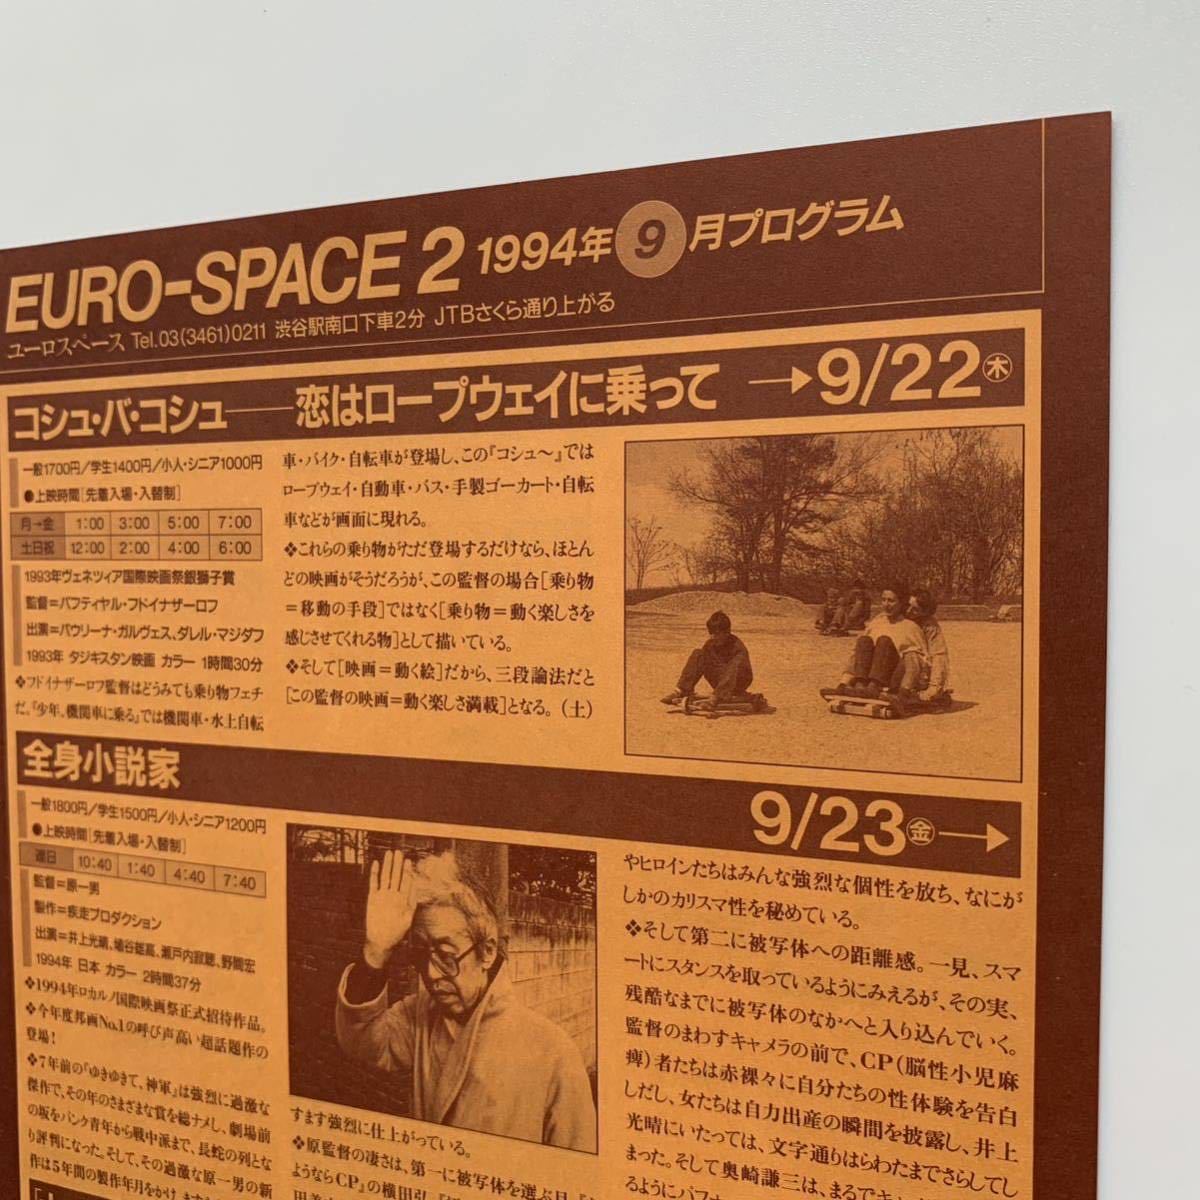 EURO-SPACE 2 1994年 9 月プログラム
ユーロスペース Tel.03(3461)0211 渋谷駅南口下車2分 JTBさくら通り上がる
コシュ・バ・コシュ──恋はロープウェイに乗って →9/22㊍
一般1700円/学生1400円/小人・シニア1000円
●上映時間[先着入場・入替制]
月→金 1:00 3:00 5:00 7:00
土日祝 12:00 2:00 4:00 6:00
1993年ヴェネツィア国際映画祭銀獅子賞
監督=バフティヤル・フドイナザーロフ
出演=パウリーナ・ガルヴェス、ダレル・マジダフ
1993年 タジキスタン映画 カラー 1時間30分
❖フドイナザーロフ監督はどうみても乗り物フェチ
だ。『少年、機関車に乗る』では機関車・水上自転
車・バイク・自転車が登場し、この『コシュ〜』では
ロープウェイ・自動車・バス・手製ゴーカート・自転
車などが画面に現れる。
❖これらの乗り物がただ登場するだけなら、ほとん
どの映画がそうだろうが、この監督の場合[乗り物
=移動の手段]ではなく[乗り物=動く楽しさを
感じさせてくれる物]として描いている。
❖そして[映画=動く絵]だから、三段論法だと
[この監督の映画=動く楽しさ満載]となる。(土)
全身小説家
9/23㊎→
一般1800円/学生1500円/小人・シニア1200円
●上映時間[先着入場・入替制]
連日 10:40 1:40 4:40 7:40
監督=原一男
製作=疾走プロダクション
出演=井上光晴、埴谷雄高、瀬戸内寂聴、野間宏
1994年 日本 カラー 2時間37分
❖1994年ロカルノ国際映画祭正式招待作品。
❖今年度邦画No.1の呼び声高い超話題作の
登場!
❖7年前の『ゆきゆきて、神軍』は強烈に過激な
傑作で、その年のさまざまな賞を総ナメし、劇場前
の坂をパンク青年から戦中派まで、長蛇の列とな
り評判になった。そして、その過激な原一男の新
作は5年間の製作年月をかけ
すます強烈に仕上がっている。
❖原監督の凄さは、第一に被写体を選ぶ目。
ようならCP』の横田弘、
やヒロインたちはみんな強烈な個性を放ち、なにが
しかのカリスマ性を秘めている。
❖そして第二に被写体への距離感。一見、スマ
ートにスタンスを取っているようにみえるが、その実、
残酷なまでに被写体のなかへと入り込んでいく。
監督のまわすキャメラの前で、CP(脳性小児麻
痺)者たちは赤裸々に自分たちの性体験を告白
しだし、女たちは自力出産の瞬間を披露し、井上
光晴にいたっては、文字通りはらわたまでさらしてし
まった。そして奥崎謙三は、まるで
るように